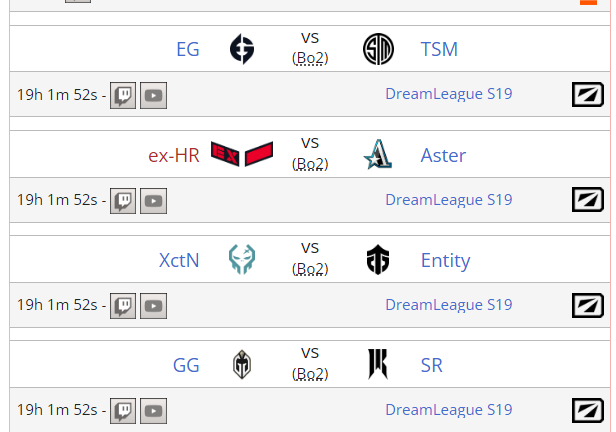 EG vs TSM
(Bo2)
19h 1m 52s - DreamLeague S19
ex-HR EX vs Aster
(Bo2)
19h 1m 52s - DreamLeague S19
XctN vs Entity
(Bo2)
19h 1m 52s - DreamLeague S19
GG vs SR
(Bo2)
19h 1m 52s - DreamLeague S19